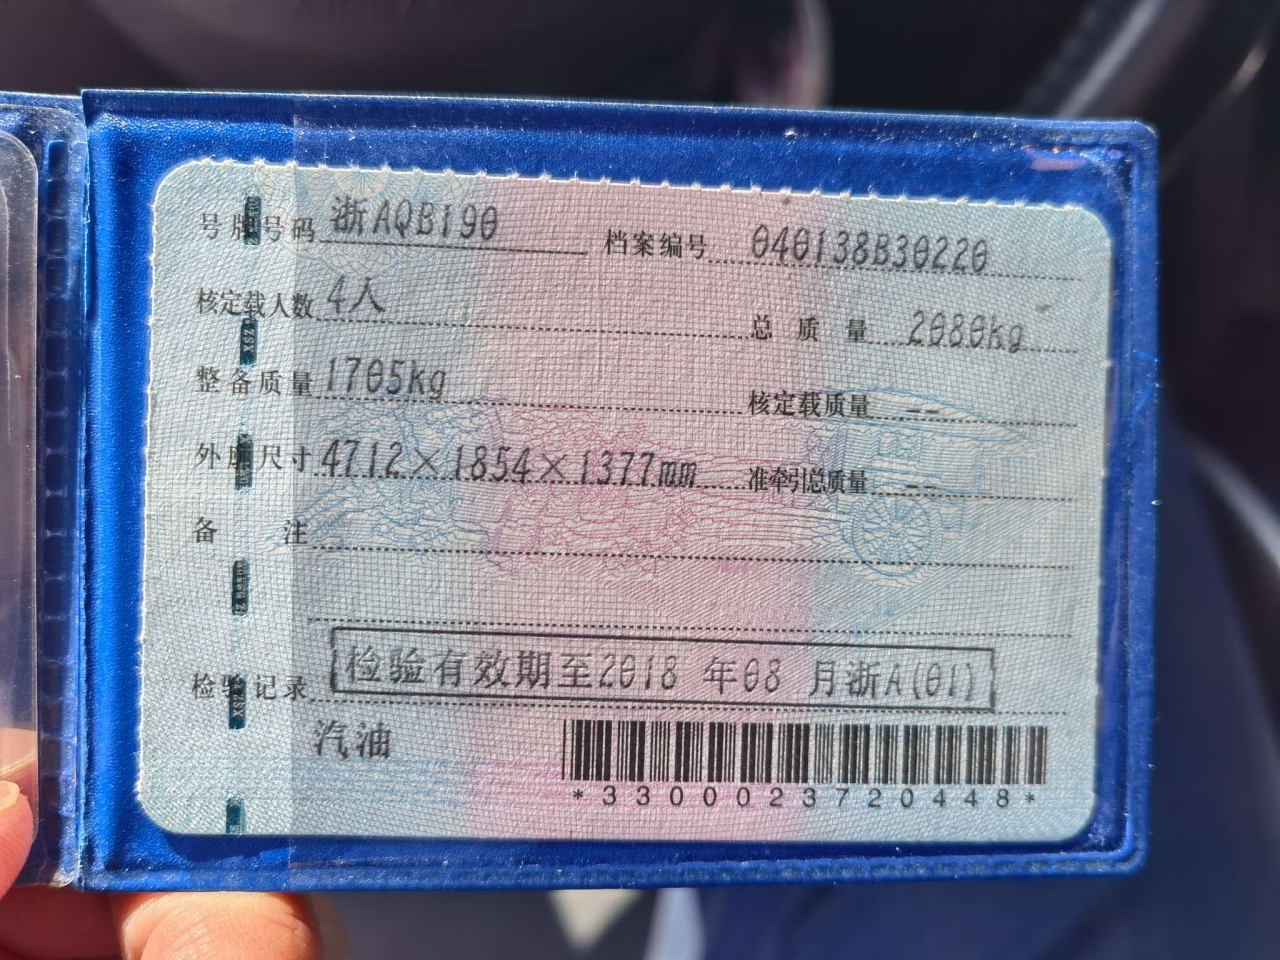 号牌号码 浙AQB190 档案编号 040138B30220
核定载人数 4人 总质量 2080kg
整备质量 1705kg 核定载质量 --
外廓尺寸 4712×1854×1377mm 准牵引总质量 --
备注
检验记录 检验有效期至2018年08月浙A(01)
汽油
*3300023720448*